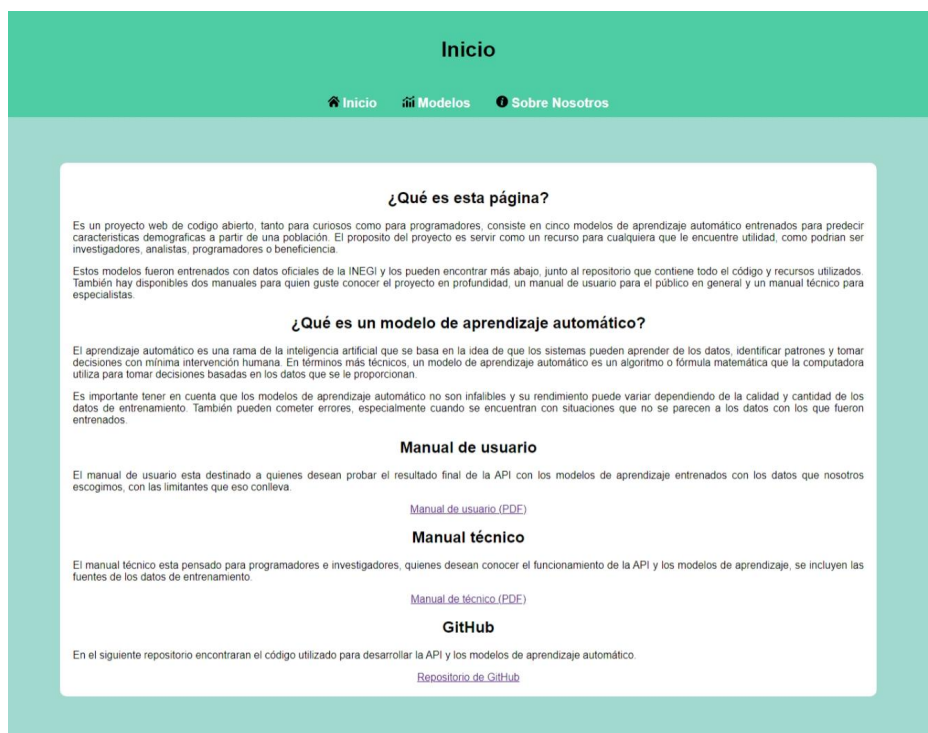 Inicio
Inicio Modelos Sobre Nosotros
¿Qué es esta página?
Es un proyecto web de codigo abierto, tanto para curiosos como para programadores, consiste en cinco modelos de aprendizaje automático entrenados para predecir
caracteristicas demograficas a partir de una población. El proposito del proyecto es servir como un recurso para cualquiera que le encuentre utilidad, como podrian ser
investigadores, analistas, programadores o beneficiencia.
Estos modelos fueron entrenados con datos oficiales de la INEGI y los pueden encontrar más abajo, junto al repositorio que contiene todo el código y recursos utilizados.
También hay disponibles dos manuales para quien guste conocer el proyecto en profundidad, un manual de usuario para el público en general y un manual técnico para
especialistas.
¿Qué es un modelo de aprendizaje automático?
El aprendizaje automático es una rama de la inteligencia artificial que se basa en la idea de que los sistemas pueden aprender de los datos, identificar patrones y tomar
decisiones con mínima intervención humana. En términos más técnicos, un modelo de aprendizaje automático es un algoritmo o fórmula matemática que la computadora
utiliza para tomar decisiones basadas en los datos que se le proporcionan.
Es importante tener en cuenta que los modelos de aprendizaje automático no son infalibles y su rendimiento puede variar dependiendo de la calidad y cantidad de los
datos de entrenamiento. También pueden cometer errores, especialmente cuando se encuentran con situaciones que no se parecen a los datos con los que fueron
entrenados.
Manual de usuario
El manual de usuario esta destinado a quienes desean probar el resultado final de la API con los modelos de aprendizaje entrenados con los datos que nosotros
escogimos, con las limitantes que eso conlleva.
Manual de usuario (PDF)
Manual técnico
El manual técnico esta pensado para programadores e investigadores, quienes desean conocer el funcionamiento de la API y los modelos de aprendizaje, se incluyen las
fuentes de los datos de entrenamiento.
Manual de técnico (PDF)
GitHub
En el siguiente repositorio encontraran el código utilizado para desarrollar la API y los modelos de aprendizaje automático.
Repositorio de GitHub